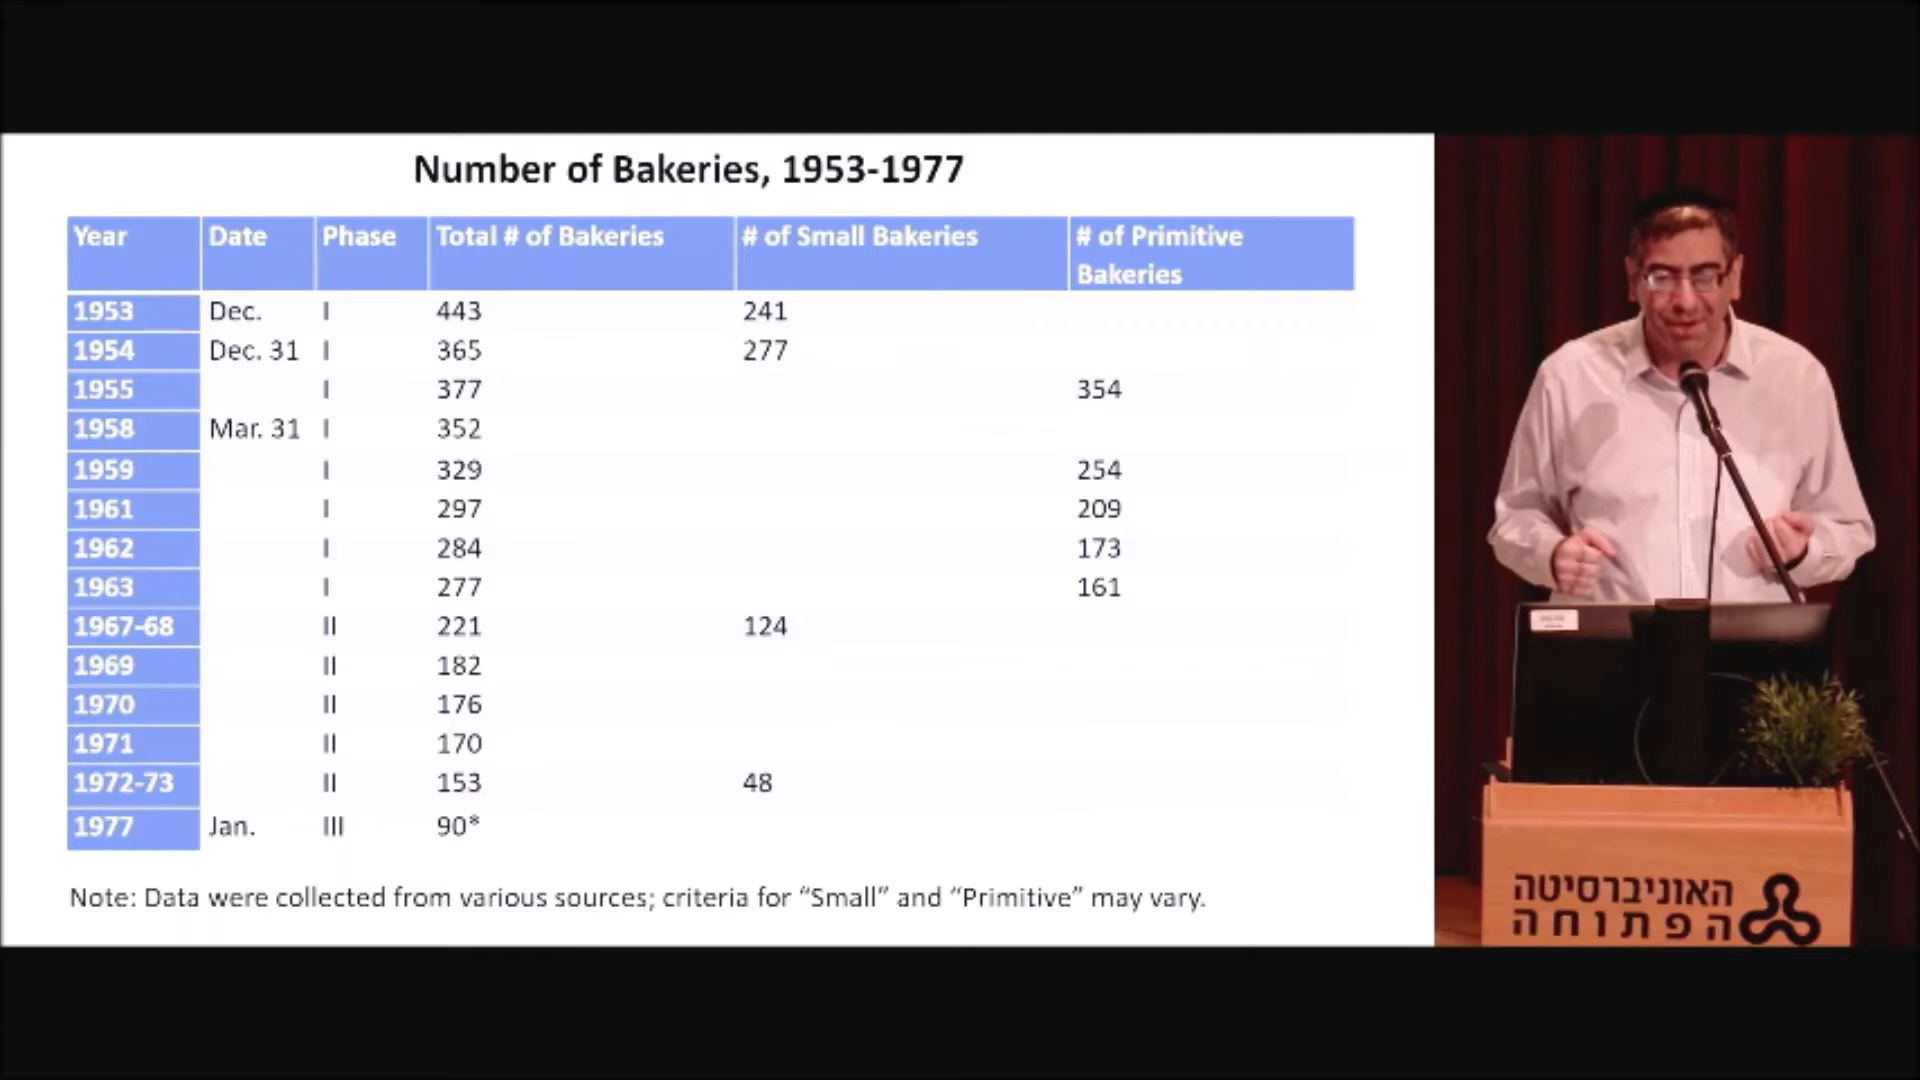 Number of Bakeries, 1953-1977
Year Date Phase Total # of Bakeries # of Small Bakeries # of Primitive Bakeries
1953 Dec. I 443 241
1954 Dec. 31 I 365 277
1955 I 377 354
1958 Mar. 31 I 352
1959 I 329 254
1961 I 297 209
1962 I 284 173
1963 I 277 161
1967-68 II 221 124
1969 II 182
1970 II 176
1971 II 170
1972-73 II 153 48
1977 Jan. III 90*
Note: Data were collected from various sources; criteria for “Small” and “Primitive” may vary.
האוניברסיטה
הפתוחה